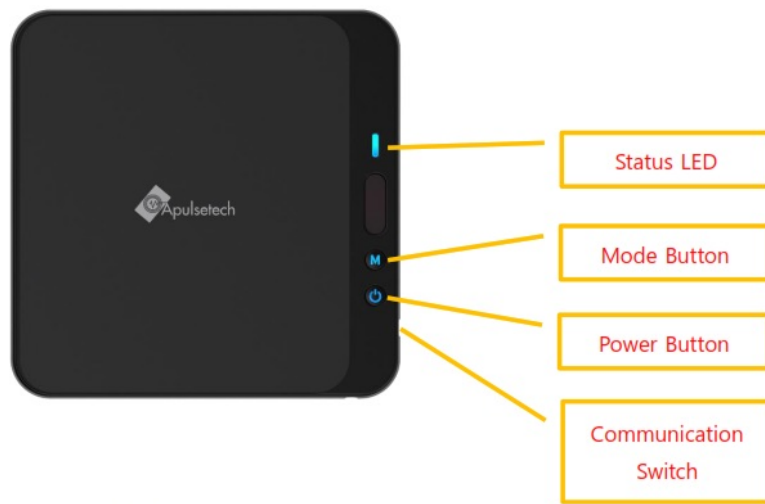 Status LED
Apulsetech
Mode Button
M
Power Button
Communication
Switch